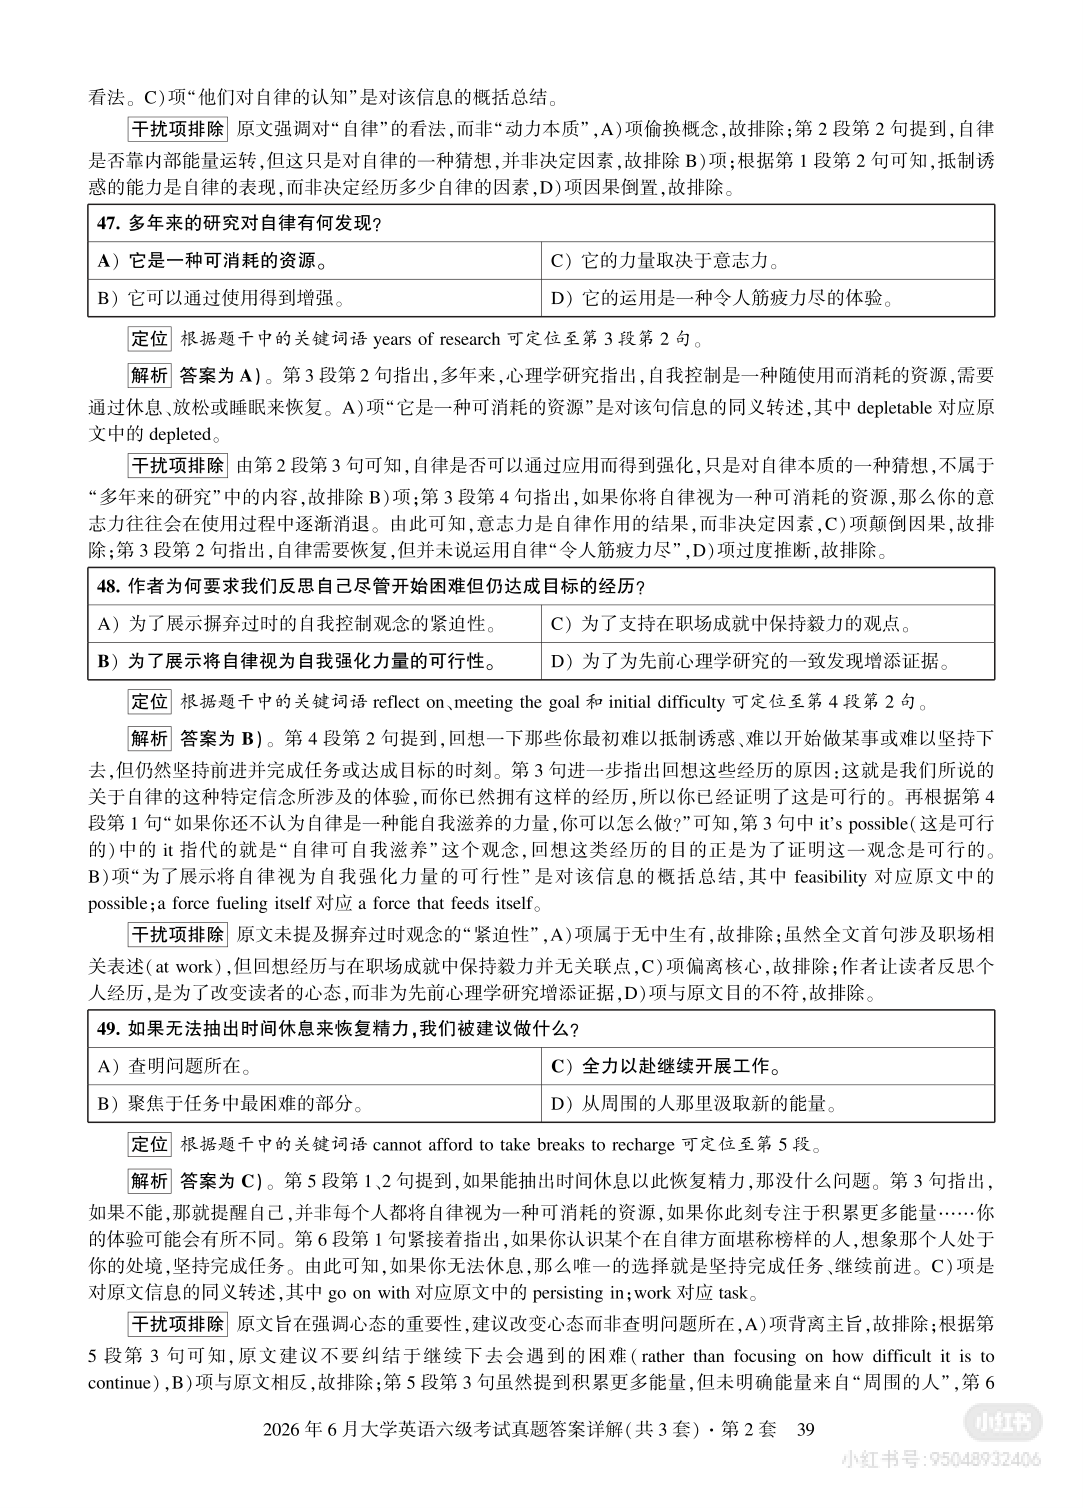 看法。C)项“他们对自律的认知”是对该信息的概括总结。
干扰项排除 原文强调对“自律”的看法,而非“动力本质”,A)项偷换概念,故排除;第2段第2句提到,自律
是否靠内部能量运转,但这只是对自律的一种猜想,并非决定因素,故排除B)项;根据第1段第2句可知,抵制诱
惑的能力是自律的表现,而非决定经历多少自律的因素,D)项因果倒置,故排除。
47. 多年来的研究对自律有何发现?
A) 它是一种可消耗的资源。 C) 它的力量取决于意志力。
B) 它可以通过使用得到增强。 D) 它的运用是一种令人筋疲力尽的体验。
定位 根据题干中的关键词语 years of research 可定位至第3段第2句。
解析 答案为A)。第3段第2句指出,多年来,心理学研究指出,自我控制是一种随使用而消耗的资源,需要
通过休息、放松或睡眠来恢复。A)项“它是一种可消耗的资源”是对该句信息的同义转述,其中 depletable 对应原
文中的 depleted。
干扰项排除 由第2段第3句可知,自律是否可以通过应用而得到强化,只是对自律本质的一种猜想,不属于
“多年来的研究”中的内容,故排除B)项;第3段第4句指出,如果你将自律视为一种可消耗的资源,那么你的意
志力往往会在使用过程中逐渐消退。由此可知,意志力是自律作用的结果,而非决定因素,C)项颠倒因果,故排
除;第3段第2句指出,自律需要恢复,但并未说运用自律“令人筋疲力尽”,D)项过度推断,故排除。
48. 作者为何要求我们反思自己尽管开始困难但仍达成目标的经历?
A) 为了展示摒弃过时的自我控制观念的紧迫性。 C) 为了支持在职场成就中保持毅力的观点。
B) 为了展示将自律视为自我强化力量的可行性。 D) 为了为先前心理学研究的一致发现增添证据。
定位 根据题干中的关键词语 reflect on、meeting the goal 和 initial difficulty 可定位至第4段第2句。
解析 答案为B)。第4段第2句提到,回想一下那些你最初难以抵制诱惑、难以开始做某事或难以坚持下
去,但仍然坚持前进并完成任务或达成目标的时刻。第3句进一步指出回想这些经历的原因:这就是我们所说的
关于自律的这种特定信念所涉及的体验,而你已然拥有这样的经历,所以你已经证明了这是可行的。再根据第4
段第1句“如果你还不认为自律是一种能自我滋养的力量,你可以怎么做?”可知,第3句中 it's possible(这是可行
的)中的 it 指代的就是“自律可自我滋养”这个观念,回想这类经历的目的正是为了证明这一观念是可行的。
B)项“为了展示将自律视为自我强化力量的可行性”是对该信息的概括总结,其中 feasibility 对应原文中的
possible;a force fueling itself 对应 a force that feeds itself。
干扰项排除 原文未提及摒弃过时观念的“紧迫性”,A)项属于无中生有,故排除;虽然全文首句涉及职场相
关表述(at work),但回想经历与在职场成就中保持毅力并无关联点,C)项偏离核心,故排除;作者让读者反思个
人经历,是为了改变读者的心态,而非为先前心理学研究增添证据,D)项与原文目的不符,故排除。
49. 如果无法抽出时间休息来恢复精力,我们被建议做什么?
A) 查明问题所在。 C) 全力以赴继续开展工作。
B) 聚焦于任务中最困难的部分。 D) 从周围的人那里汲取新的能量。
定位 根据题干中的关键词语 cannot afford to take breaks to recharge 可定位至第5段。
解析 答案为C)。第5段第1、2句提到,如果能抽出时间休息以此恢复精力,那没什么问题。第3句指出,
如果不能,那就提醒自己,并非每个人都将自律视为一种可消耗的资源,如果你此刻专注于积累更多能量……你
的体验可能会有所不同。第6段第1句紧接着指出,如果你认识某个在自律方面堪称榜样的人,想象那个人处于
你的处境,坚持完成任务。由此可知,如果你无法休息,那么唯一的选择就是坚持完成任务、继续前进。C)项是
对原文信息的同义转述,其中 go on with 对应原文中的 persisting in;work 对应 task。
干扰项排除 原文旨在强调心态的重要性,建议改变心态而非查明问题所在,A)项背离主旨,故排除;根据第
5段第3句可知,原文建议不要纠结于继续下去会遇到的困难(rather than focusing on how difficult it is to
continue),B)项与原文相反,故排除;第5段第3句虽然提到积累更多能量,但未明确能量来自“周围的人”,第6
2026年6月大学英语六级考试真题答案详解(共3套)·第2套 39
小红书
小红书号:95048932406